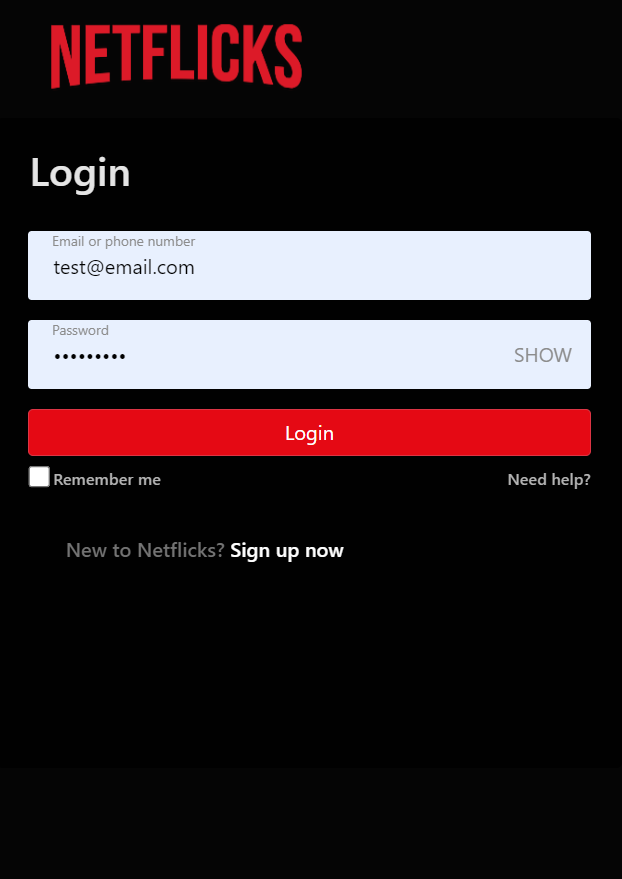 NETFLICKS
Login
Email or phone number
test@email.com
Password
•••••••••
SHOW
Login
Remember me
Need help?
New to Netflicks? Sign up now